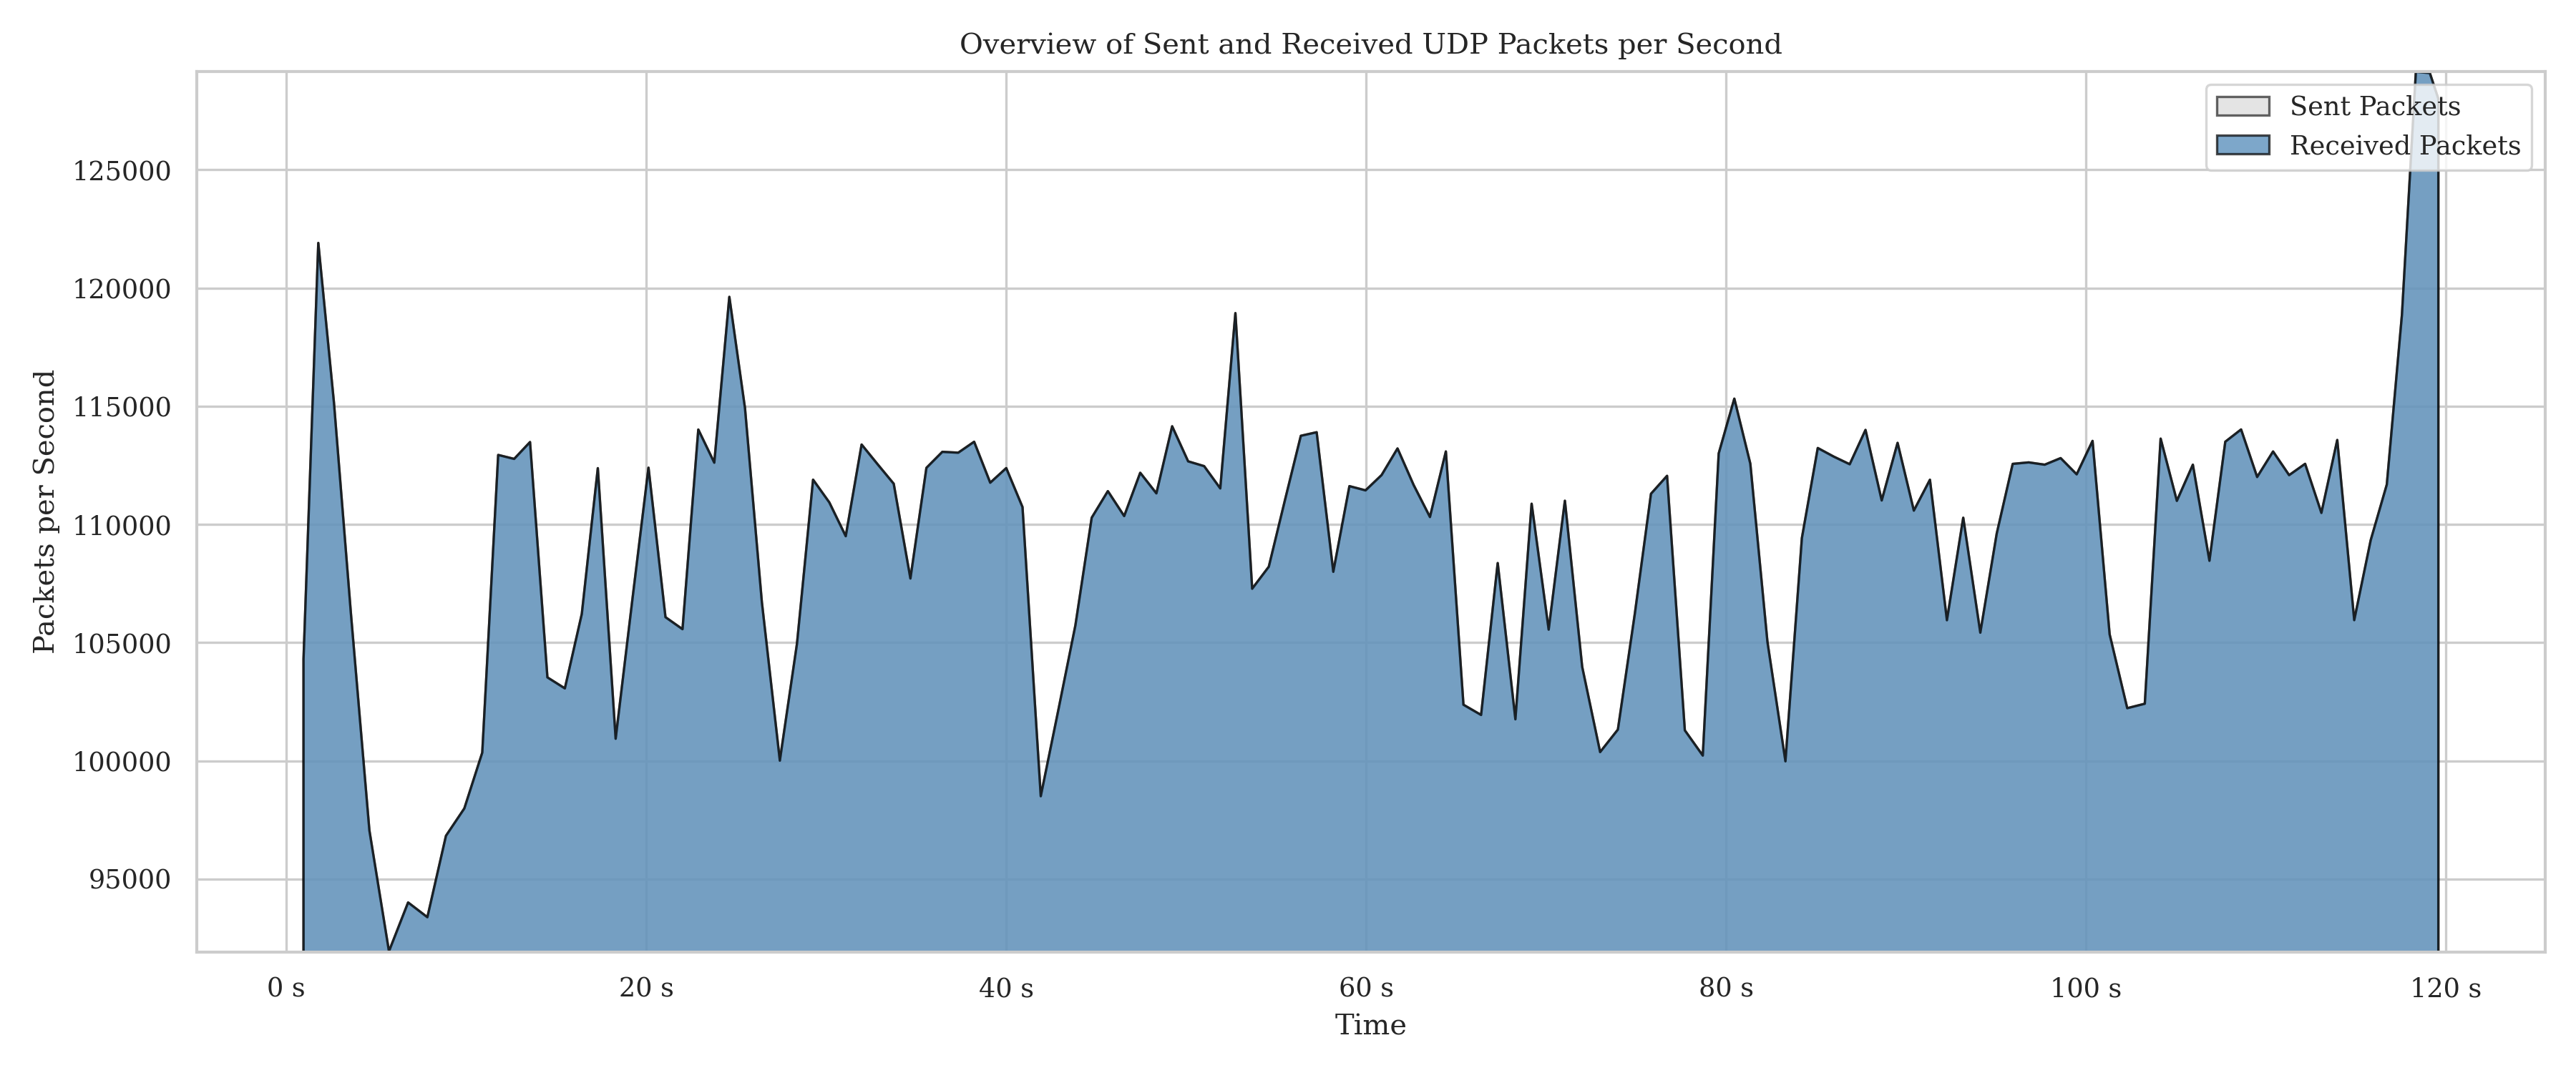 Overview of Sent and Received UDP Packets per Second
Packets per Second
125000
120000
115000
110000
105000
100000
95000
Sent Packets
Received Packets
0 s 20 s 40 s 60 s 80 s 100 s 120 s
Time